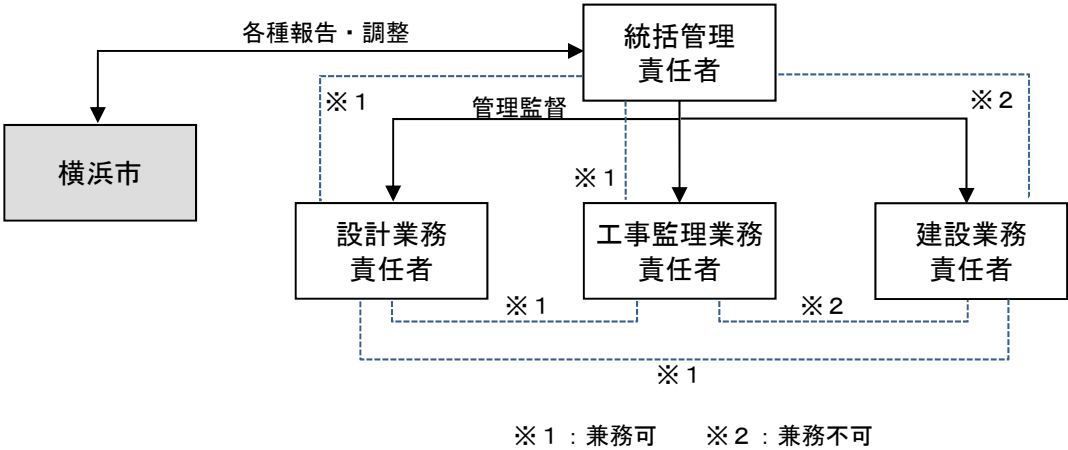 各種報告・調整
統括管理
責任者
※１
※２
管理監督
横浜市
※１
設計業務
責任者
工事監理業務
責任者
建設業務
責任者
※１
※２
※１
※１：兼務可　　※２：兼務不可